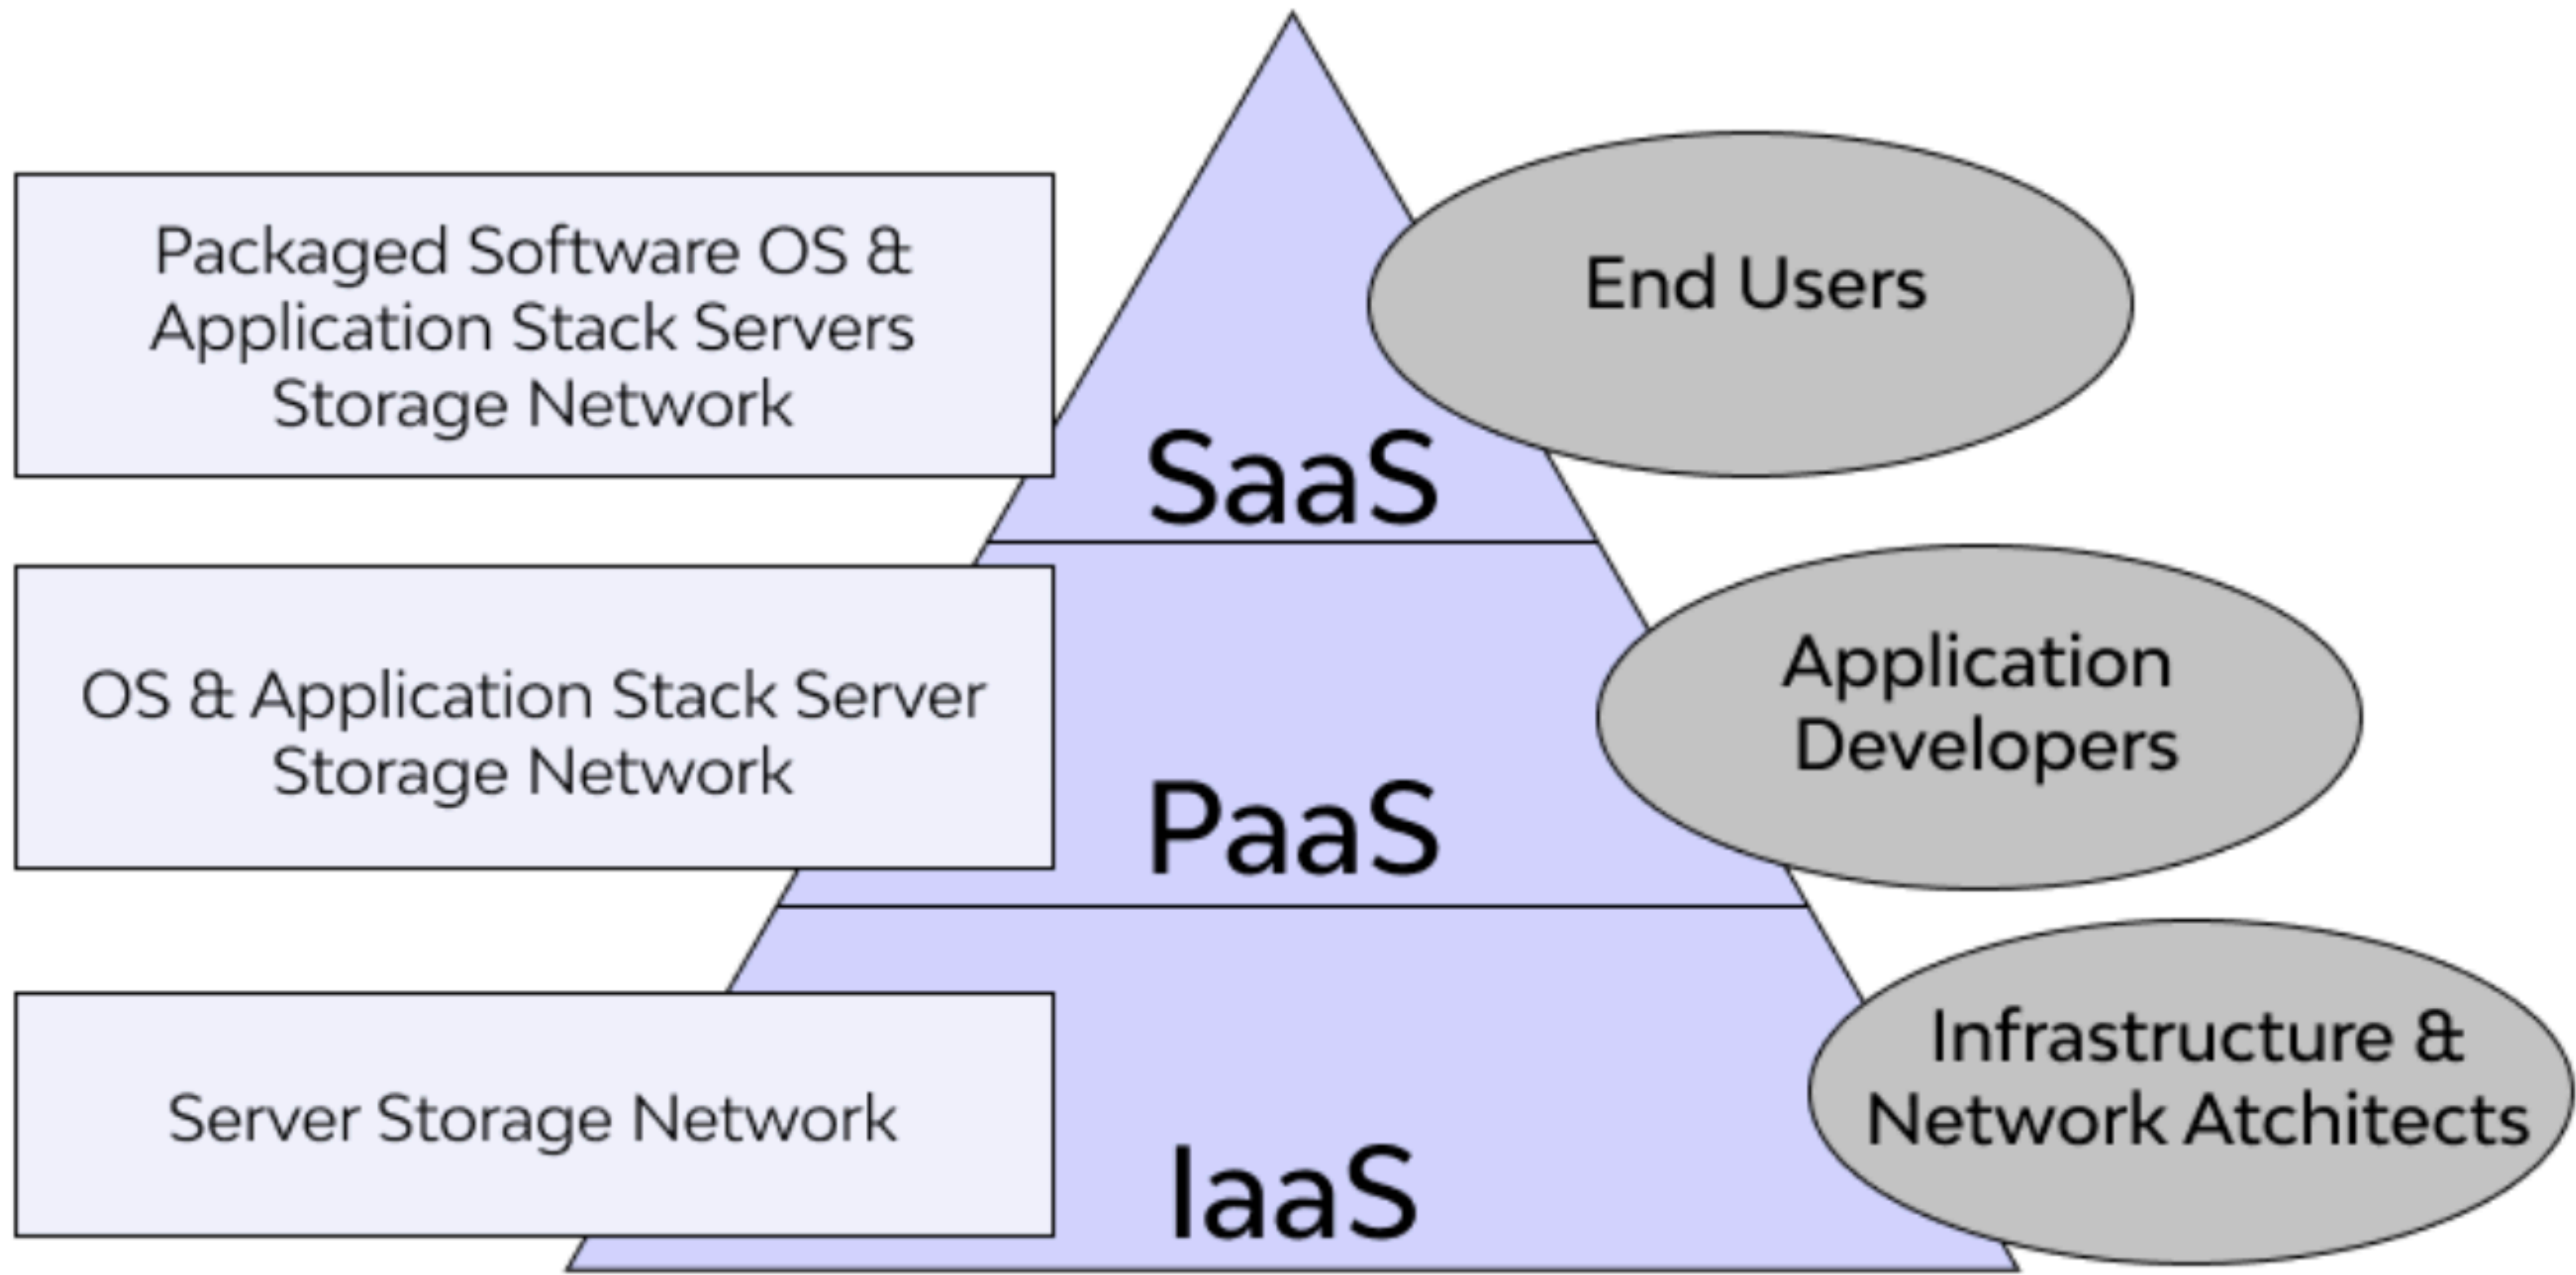 Packaged Software OS &
Application Stack Servers
Storage Network
SaaS
End Users
OS & Application Stack Server
Storage Network
PaaS
Application
Developers
Server Storage Network
IaaS
Infrastructure &
Network Atchitects